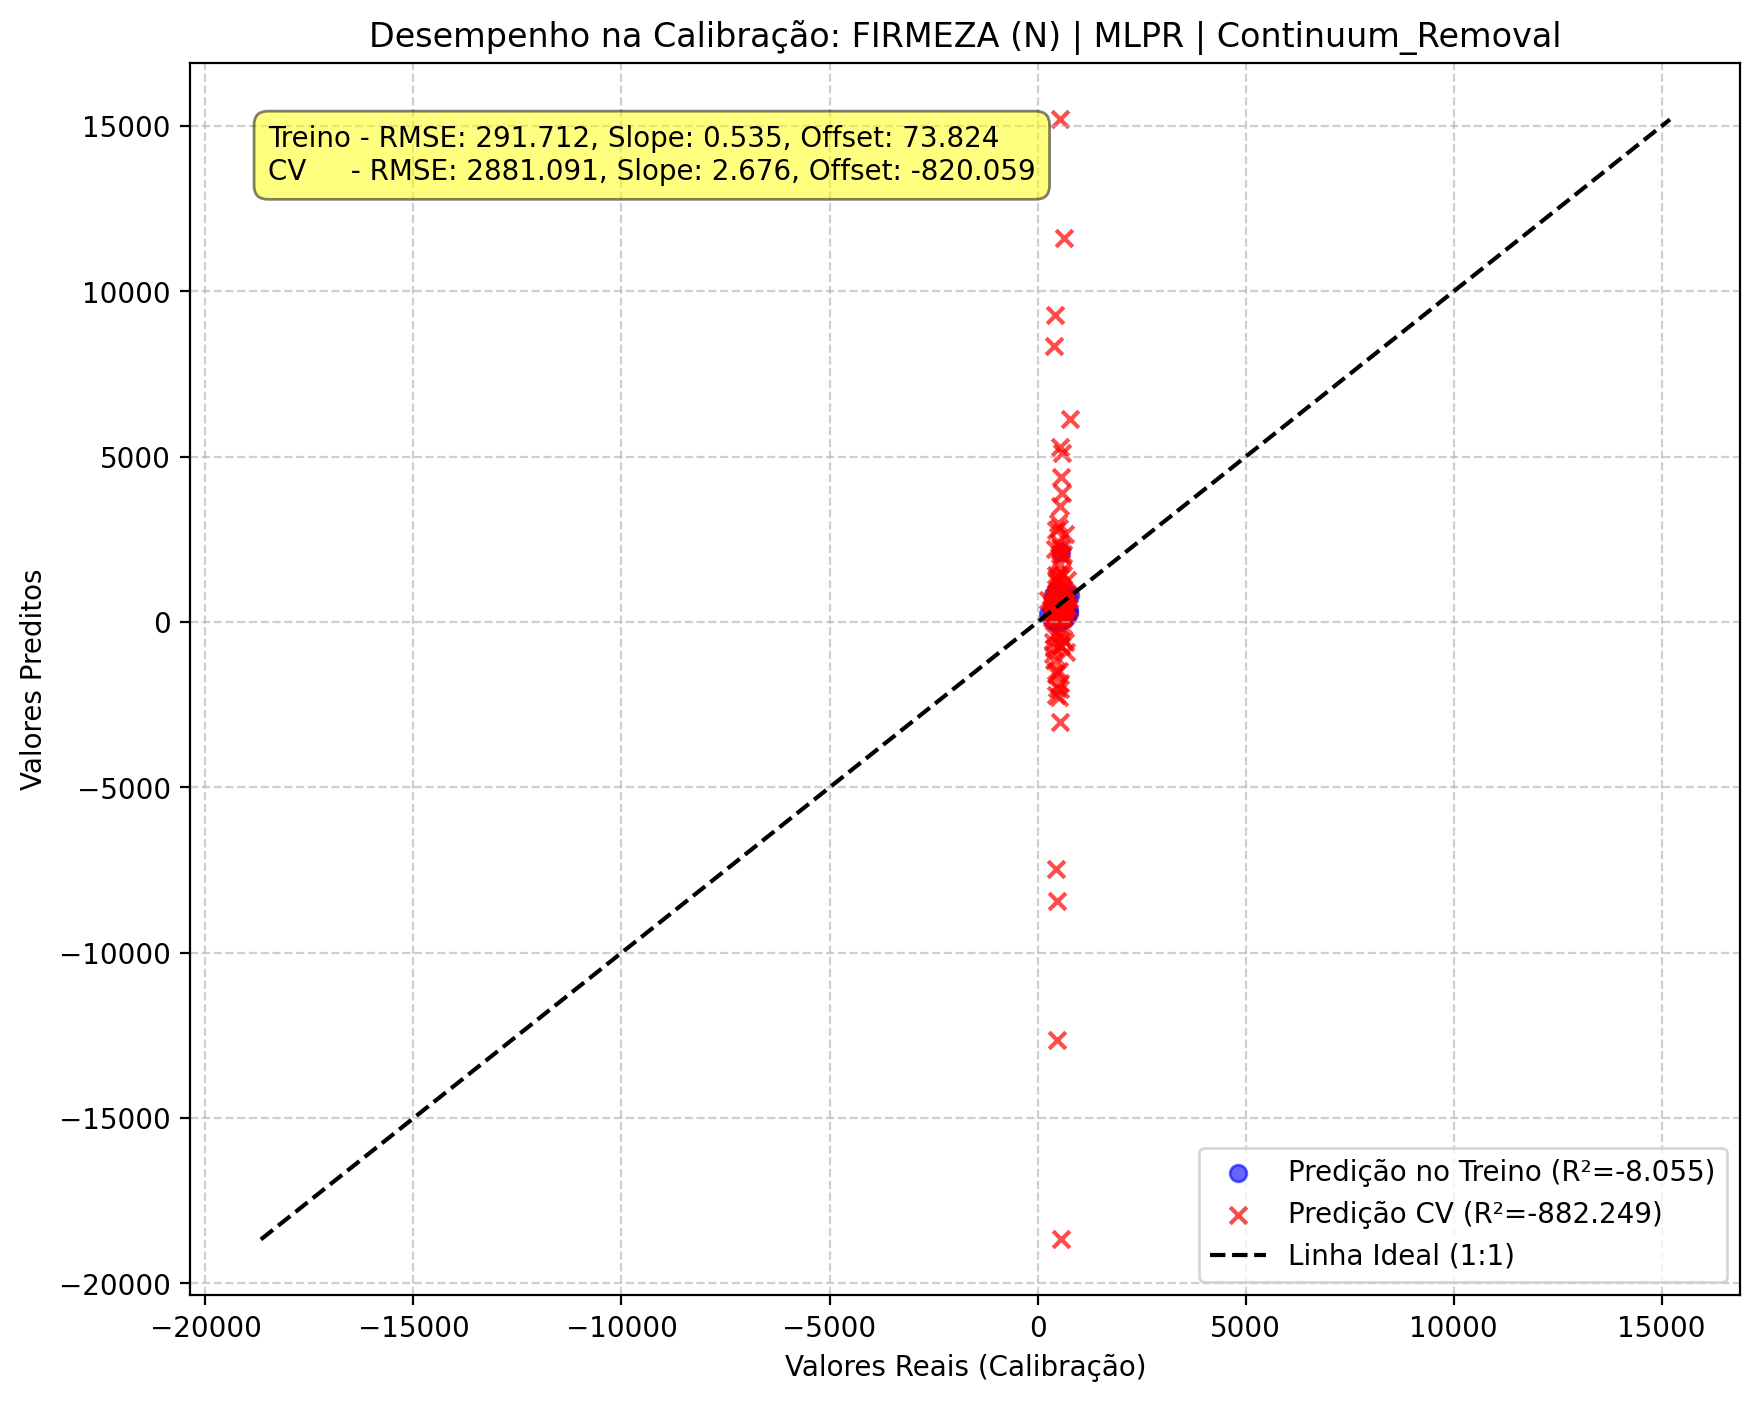 Desempenho na Calibração: FIRMEZA (N) | MLPR | Continuum_Removal
Treino - RMSE: 291.712, Slope: 0.535, Offset: 73.824
CV - RMSE: 2881.091, Slope: 2.676, Offset: -820.059
15000
10000
5000
0
−5000
−10000
−15000
−20000
Valores Preditos
Predição no Treino (R²=-8.055)
Predição CV (R²=-882.249)
Linha Ideal (1:1)
−20000 −15000 −10000 −5000 0 5000 10000 15000
Valores Reais (Calibração)